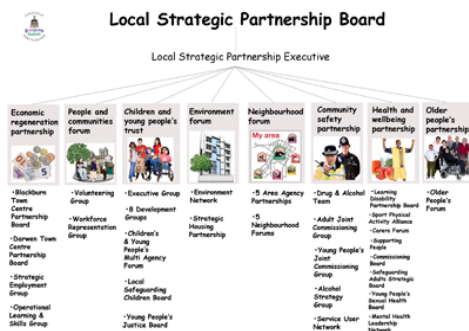 Local Strategic Partnership Board
Local Strategic Partnership Executive
Economic
regeneration
partnership
•Blackburn
Town
Centre
Partnership
Board
•Darwen Town
Centre
Partnership
Board
•Strategic
Employment
Group
•Operational
Learning &
Skills Group
People and
communities
forum
•Volunteering
Group
•Workforce
Representation
Group
Children and
young people's
trust
•Executive Group
•8 Development
Groups
•Children's
& Young
People's
Multi Agency
Forum
•Local
Safeguarding
Children Board
•Young People's
Justice Board
Environment
forum
•Environment
Network
•Strategic
Housing
Partnership
Neighbourhood
forum
My area
•5 Area Agency
Partnerships
•5
Neighbourhood
Forums
Community
safety
partnership
•Drug & Alcohol
Team
•Adult Joint
Commissioning
Group
•Young People's
Joint
Commissioning
Group
•Alcohol
Strategy
Group
•Service User
Network
Health and
wellbeing
partnership
•Learning
Disability
Partnership Board
•Sport Physical
Activity Alliance
•Carers Forum
•Supporting
People
•Commissioning
Board
•Safeguarding
Adults Strategic
Board
•Young People's
Sexual Health
Board
•Mental Health
Leadership
Network
Older
people's
partnership
•Older
People's
Forum